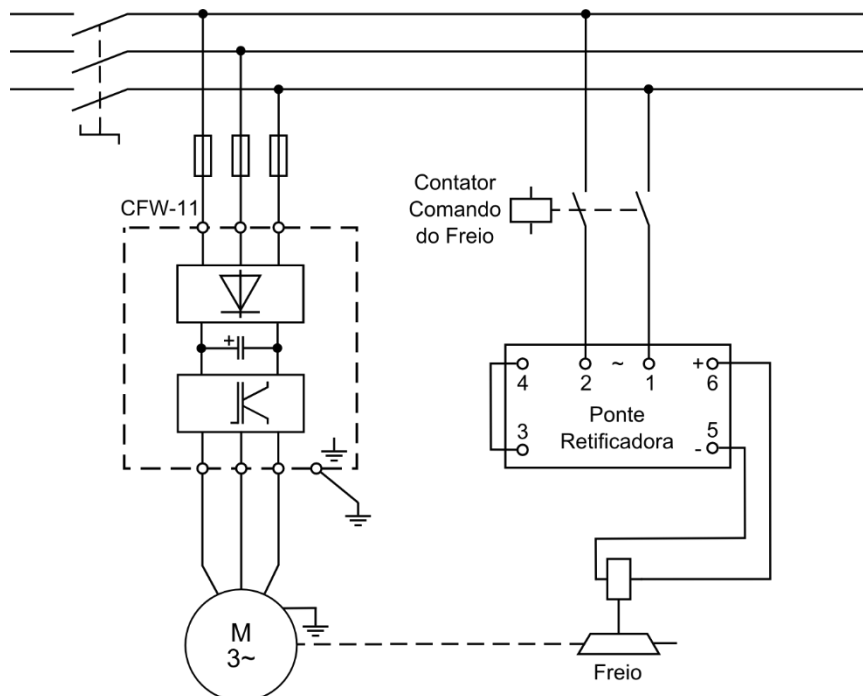 CFW-11
Contator
Comando
do Freio
+
4
2
~
1
+
6
3
Ponte
Retificadora
5
-
M
3~
Freio